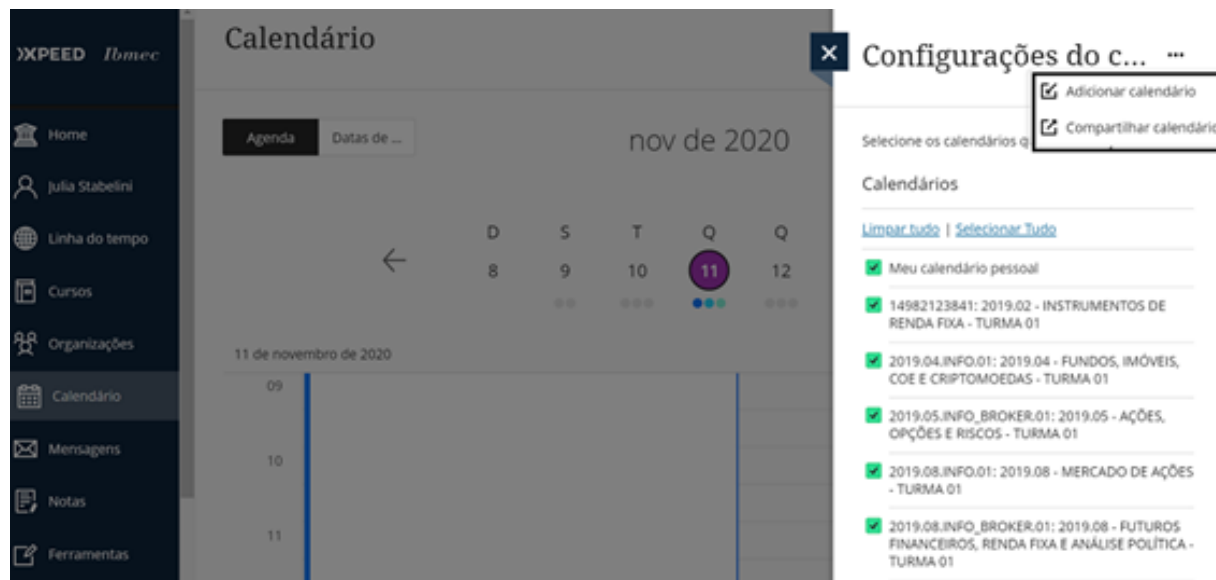 XPEED Ibmec
Home
Julia Stabelini
Linha do tempo
Cursos
Organizações
Calendário
Mensagens
Notas
Ferramentas
Calendário
Agenda
Datas de ...
nov de 2020
D S T Q Q
8 9 10 11 12
11 de novembro de 2020
09
10
11
Configurações do c... ...
Adicionar calendário
Compartilhar calendário
Selecione os calendários q
Calendários
Limpar tudo | Selecionar Tudo
Meu calendário pessoal
14982123841: 2019.02 - INSTRUMENTOS DE
RENDA FIXA - TURMA 01
2019.04.INFO.01: 2019.04 - FUNDOS, IMÓVEIS,
COE E CRIPTOMOEDAS - TURMA 01
2019.05.INFO_BROKER.01: 2019.05 - AÇÕES,
OPÇÕES E RISCOS - TURMA 01
2019.08.INFO.01: 2019.08 - MERCADO DE AÇÕES
- TURMA 01
2019.08.INFO_BROKER.01: 2019.08 - FUTUROS
FINANCEIROS, RENDA FIXA E ANÁLISE POLÍTICA -
TURMA 01